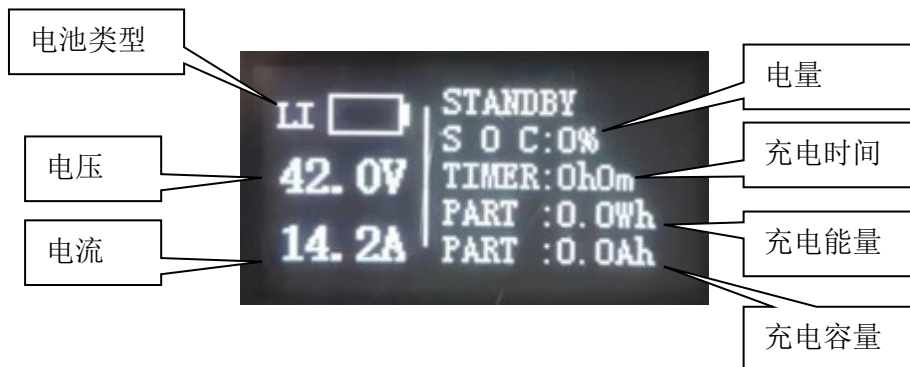 电池类型
电压
电流
LI
42.0V
14.2A
STANDBY
S O C:0%
TIMER:0h0m
PART :0.0Wh
PART :0.0Ah
电量
充电时间
充电能量
充电容量